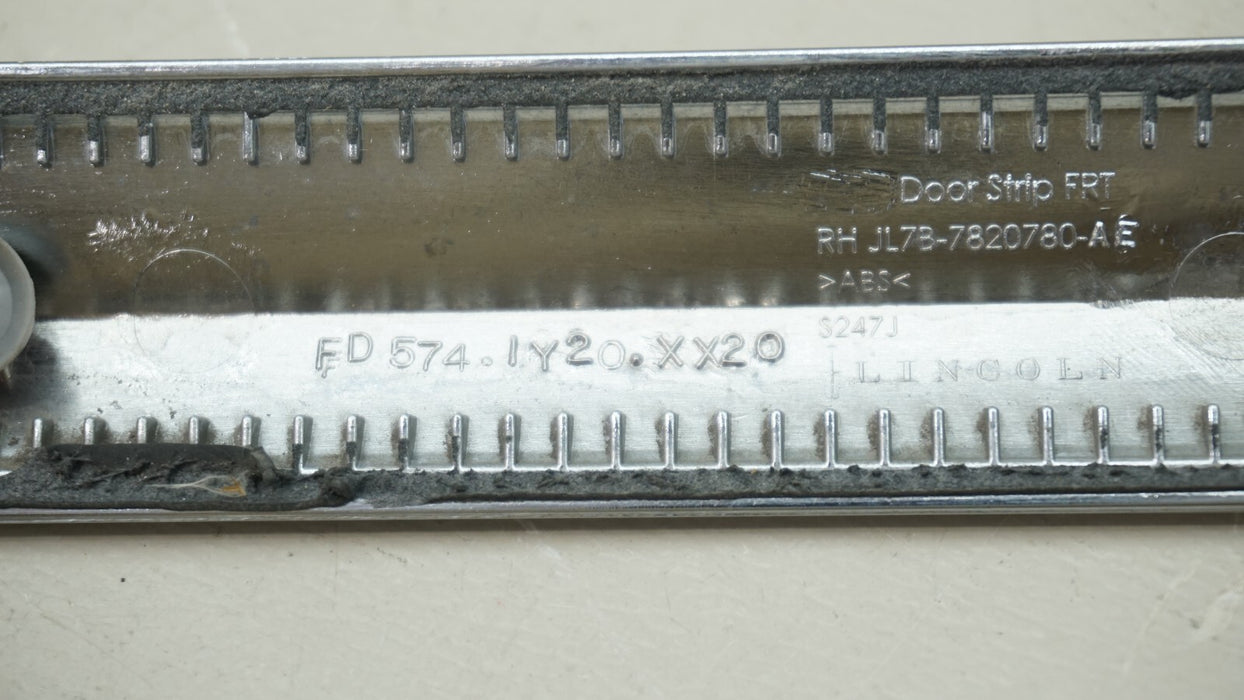 Door Strip FRT
RH JL7B-7820780-AE
>ABS<
S247J
FD 574.1Y20.XX20
LINCOLN